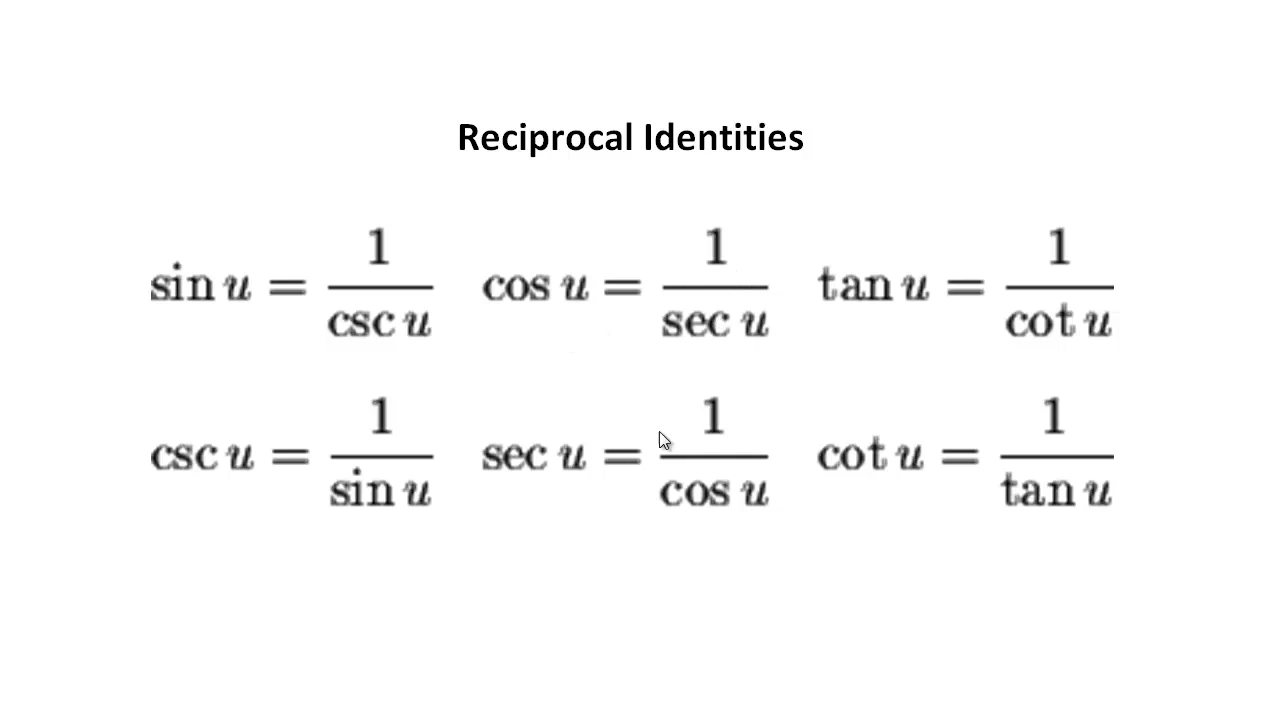 Reciprocal Identities
sin u = 1/csc u cos u = 1/sec u tan u = 1/cot u
csc u = 1/sin u sec u = 1/cos u cot u = 1/tan u